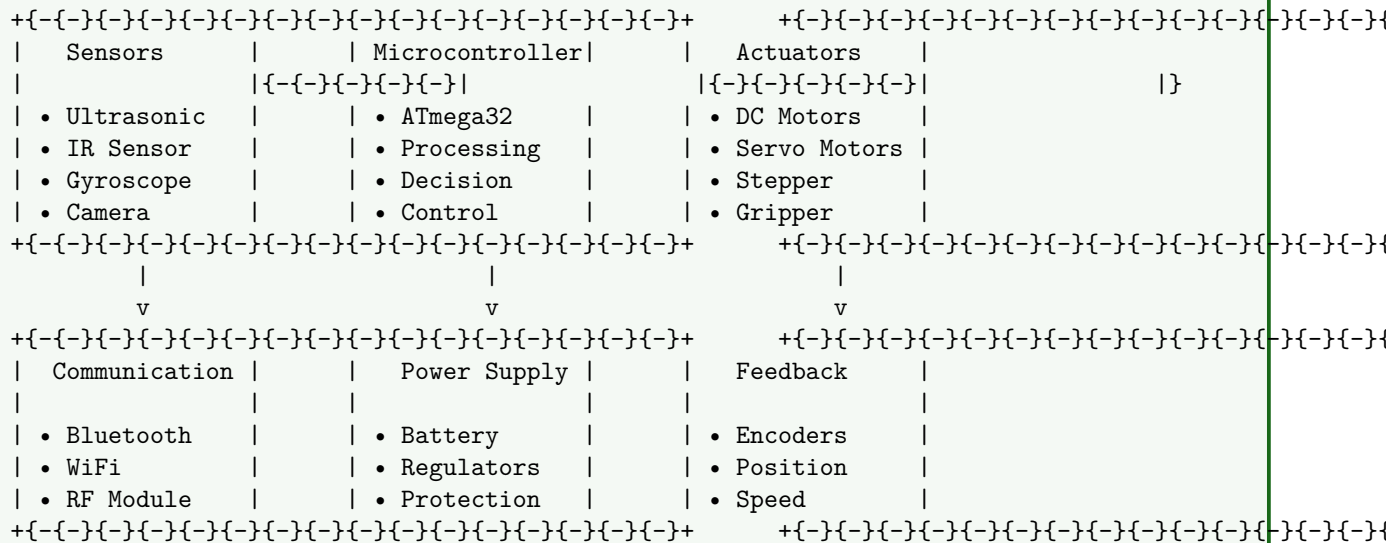 +{-{-}{-}{-}{-}{-}{-}{-}{-}{-}{-}{-}{-}{-}{-}{-}+      +{-}{-}{-}{-}{-}{-}{-}{-}{-}{-}{-}{-}{-}{-}{
|   Sensors      |      | Microcontroller|      |   Actuators    |
|                |{-{-}{-}{-}{-}|                |{-}{-}{-}{-}{-}|                |}
| • Ultrasonic   |      | • ATmega32     |      | • DC Motors    |
| • IR Sensor    |      | • Processing   |      | • Servo Motors |
| • Gyroscope    |      | • Decision     |      | • Stepper      |
| • Camera       |      | • Control      |      | • Gripper      |
+{-{-}{-}{-}{-}{-}{-}{-}{-}{-}{-}{-}{-}{-}{-}{-}+      +{-}{-}{-}{-}{-}{-}{-}{-}{-}{-}{-}{-}{-}{-}{
|                        |                        |
v                        v                        v
+{-{-}{-}{-}{-}{-}{-}{-}{-}{-}{-}{-}{-}{-}{-}{-}+      +{-}{-}{-}{-}{-}{-}{-}{-}{-}{-}{-}{-}{-}{-}{
|  Communication |      |   Power Supply |      |   Feedback     |
|                |      |                |      |                |
| • Bluetooth    |      | • Battery      |      | • Encoders     |
| • WiFi         |      | • Regulators   |      | • Position     |
| • RF Module    |      | • Protection   |      | • Speed        |
+{-{-}{-}{-}{-}{-}{-}{-}{-}{-}{-}{-}{-}{-}{-}{-}+      +{-}{-}{-}{-}{-}{-}{-}{-}{-}{-}{-}{-}{-}{-}{